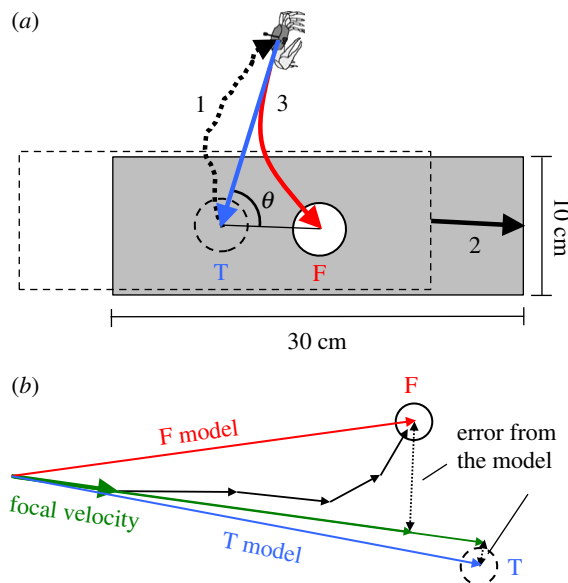 (a)
1
3
θ
T
F
2
10 cm
30 cm
(b)
F
F model
error from
the model
focal velocity
T model
T